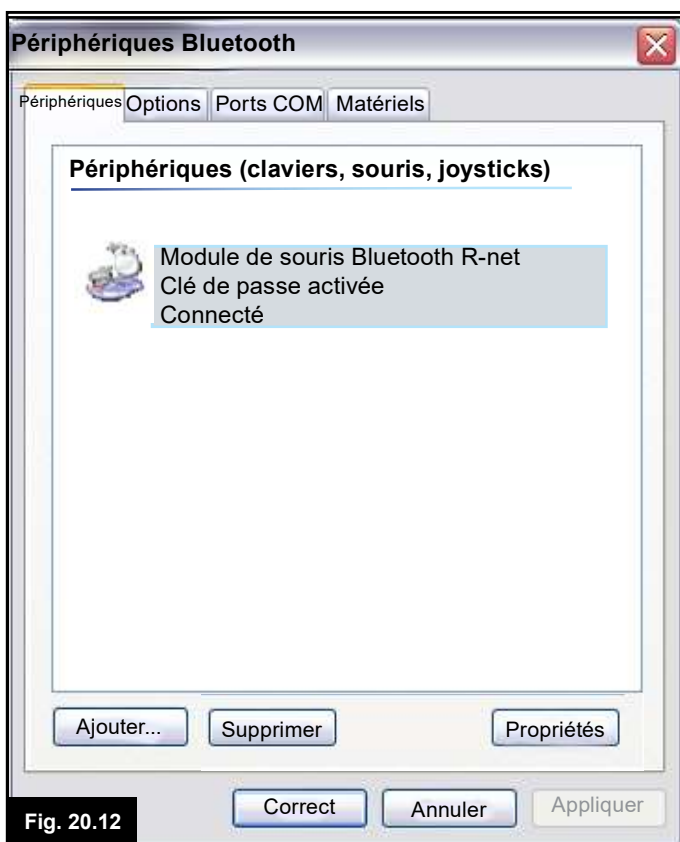 Périphériques Bluetooth
Périphériques Options Ports COM Matériels
Périphériques (claviers, souris, joysticks)
Module de souris Bluetooth R-net
Clé de passe activée
Connecté
Ajouter... Supprimer Propriétés
Correct Annuler Appliquer
Fig. 20.12